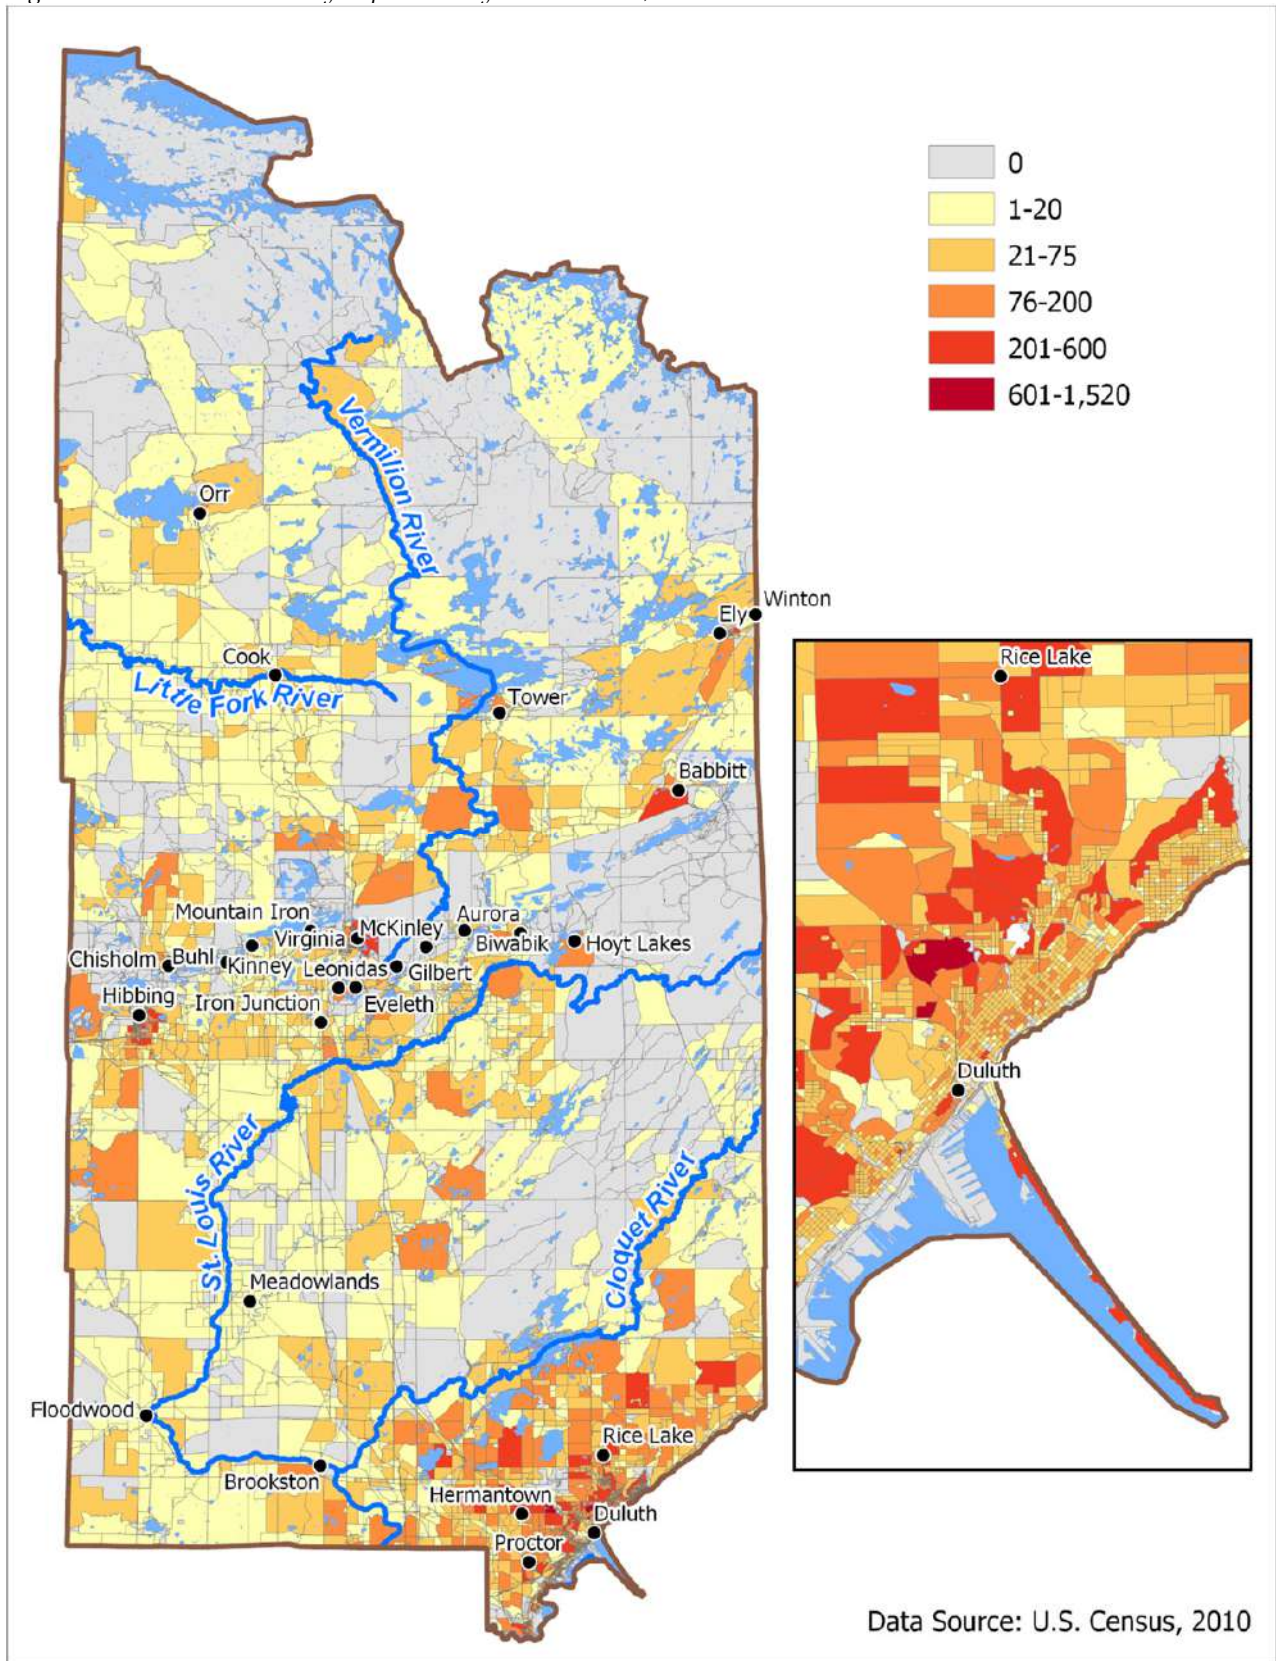 0
1-20
21-75
76-200
201-600
601-1,520
Vermilion River
Orr
Winton
Ely
Cook
Little Fork River
Tower
Babbitt
Mountain Iron
Virginia
McKinley
Aurora
Biwabik
Hoyt Lakes
Chisholm
Buhl
Kinney
Leonidas
Gilbert
Hibbing
Iron Junction
Eveleth
St. Louis River
Cloquet River
Meadowlands
Floodwood
Brookston
Rice Lake
Hermantown
Duluth
Proctor
Rice Lake
Duluth
Data Source: U.S. Census, 2010